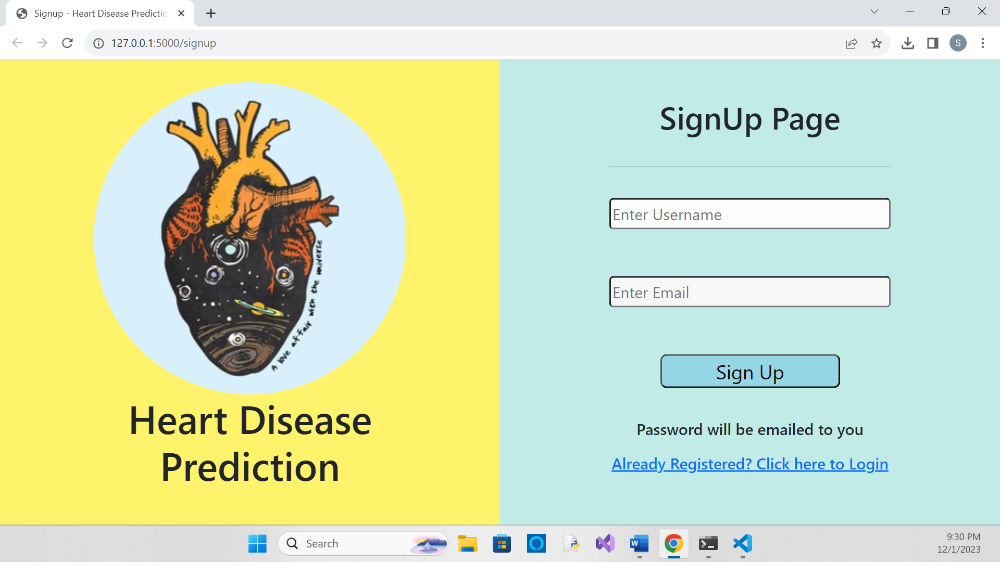 Signup - Heart Disease Predictio
127.0.0.1:5000/signup
S
A love affair with the universe
Heart Disease
Prediction
SignUp Page
Enter Username
Enter Email
Sign Up
Password will be emailed to you
Already Registered? Click here to Login
Search
W
9:30 PM
12/1/2023